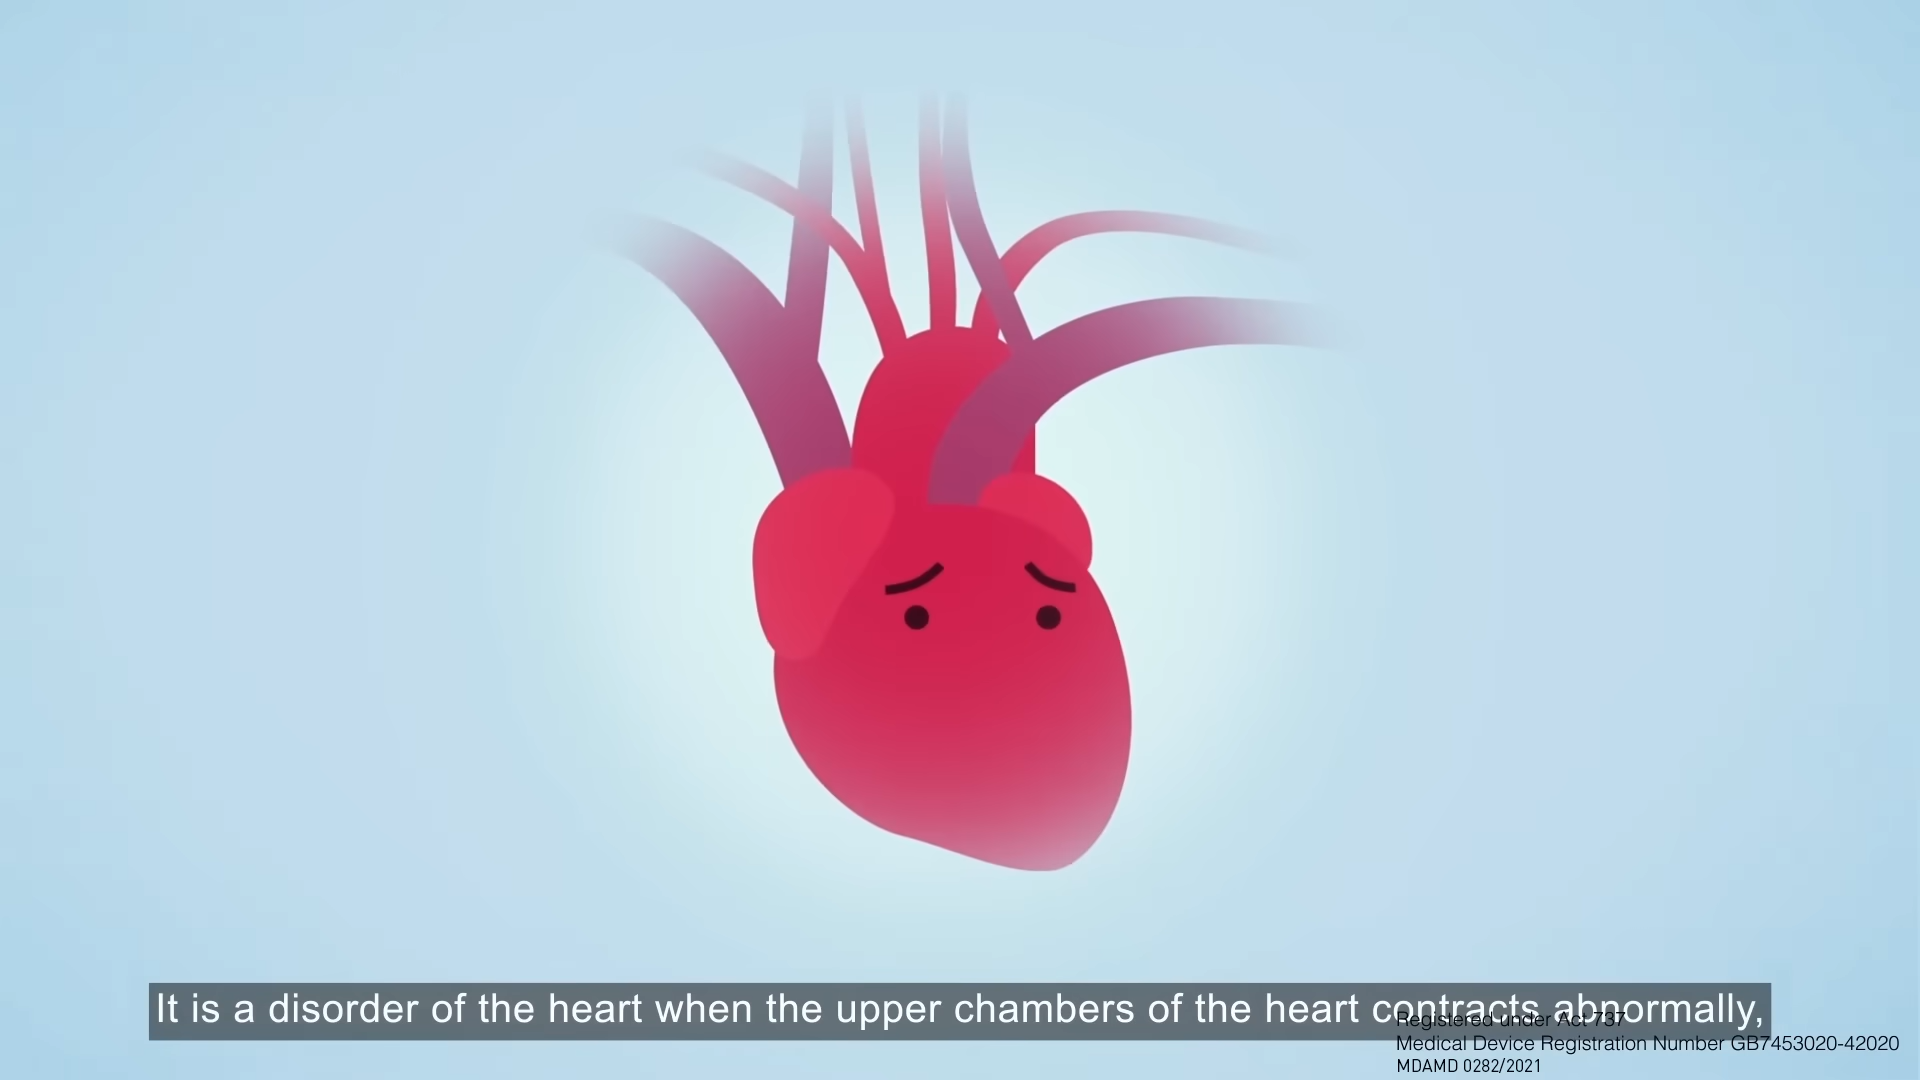 It is a disorder of the heart when the upper chambers of the heart contracts abnormally,
Registered under Act 737
Medical Device Registration Number GB7453020-42020
MDAMD 0282/2021